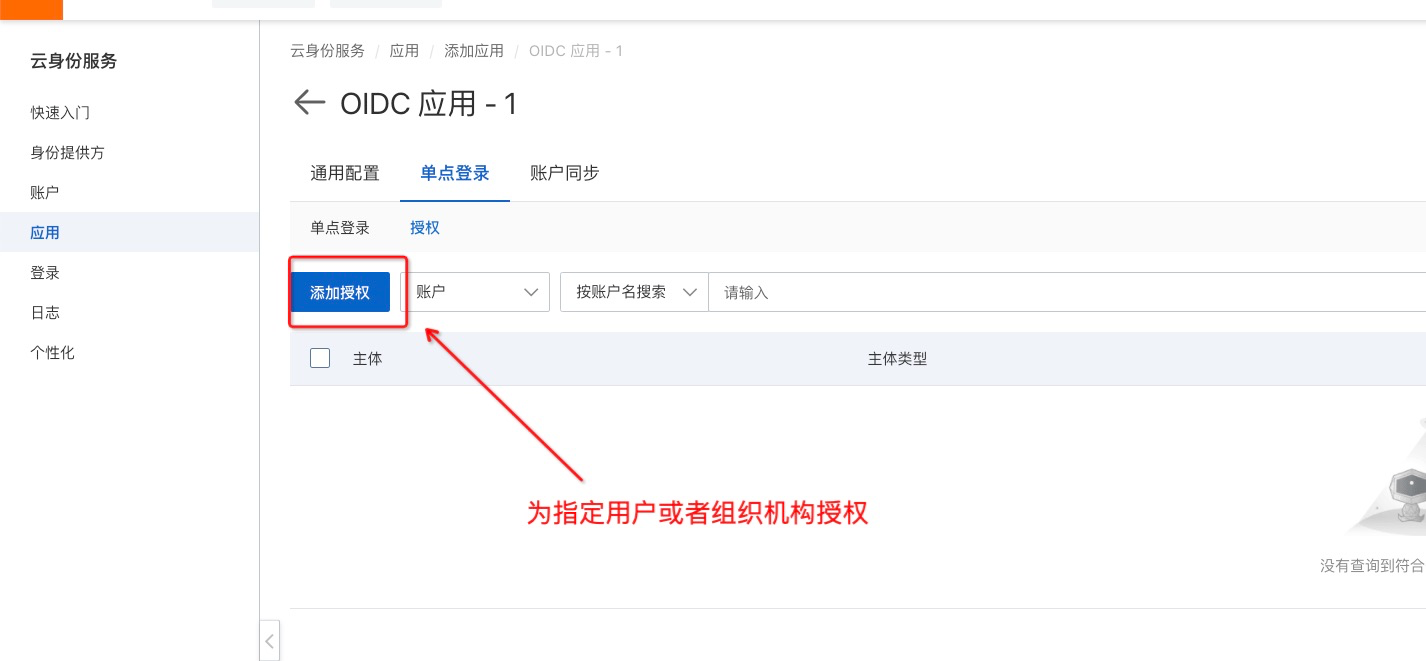 云身份服务
云身份服务 / 应用 / 添加应用 / OIDC 应用 - 1
OIDC 应用 - 1
快速入门
身份提供方
账户
应用
登录
日志
个性化
通用配置 单点登录 账户同步
单点登录 授权
添加授权 账户 按账户名搜索 请输入
主体 主体类型
为指定用户或者组织机构授权
没有查询到符合